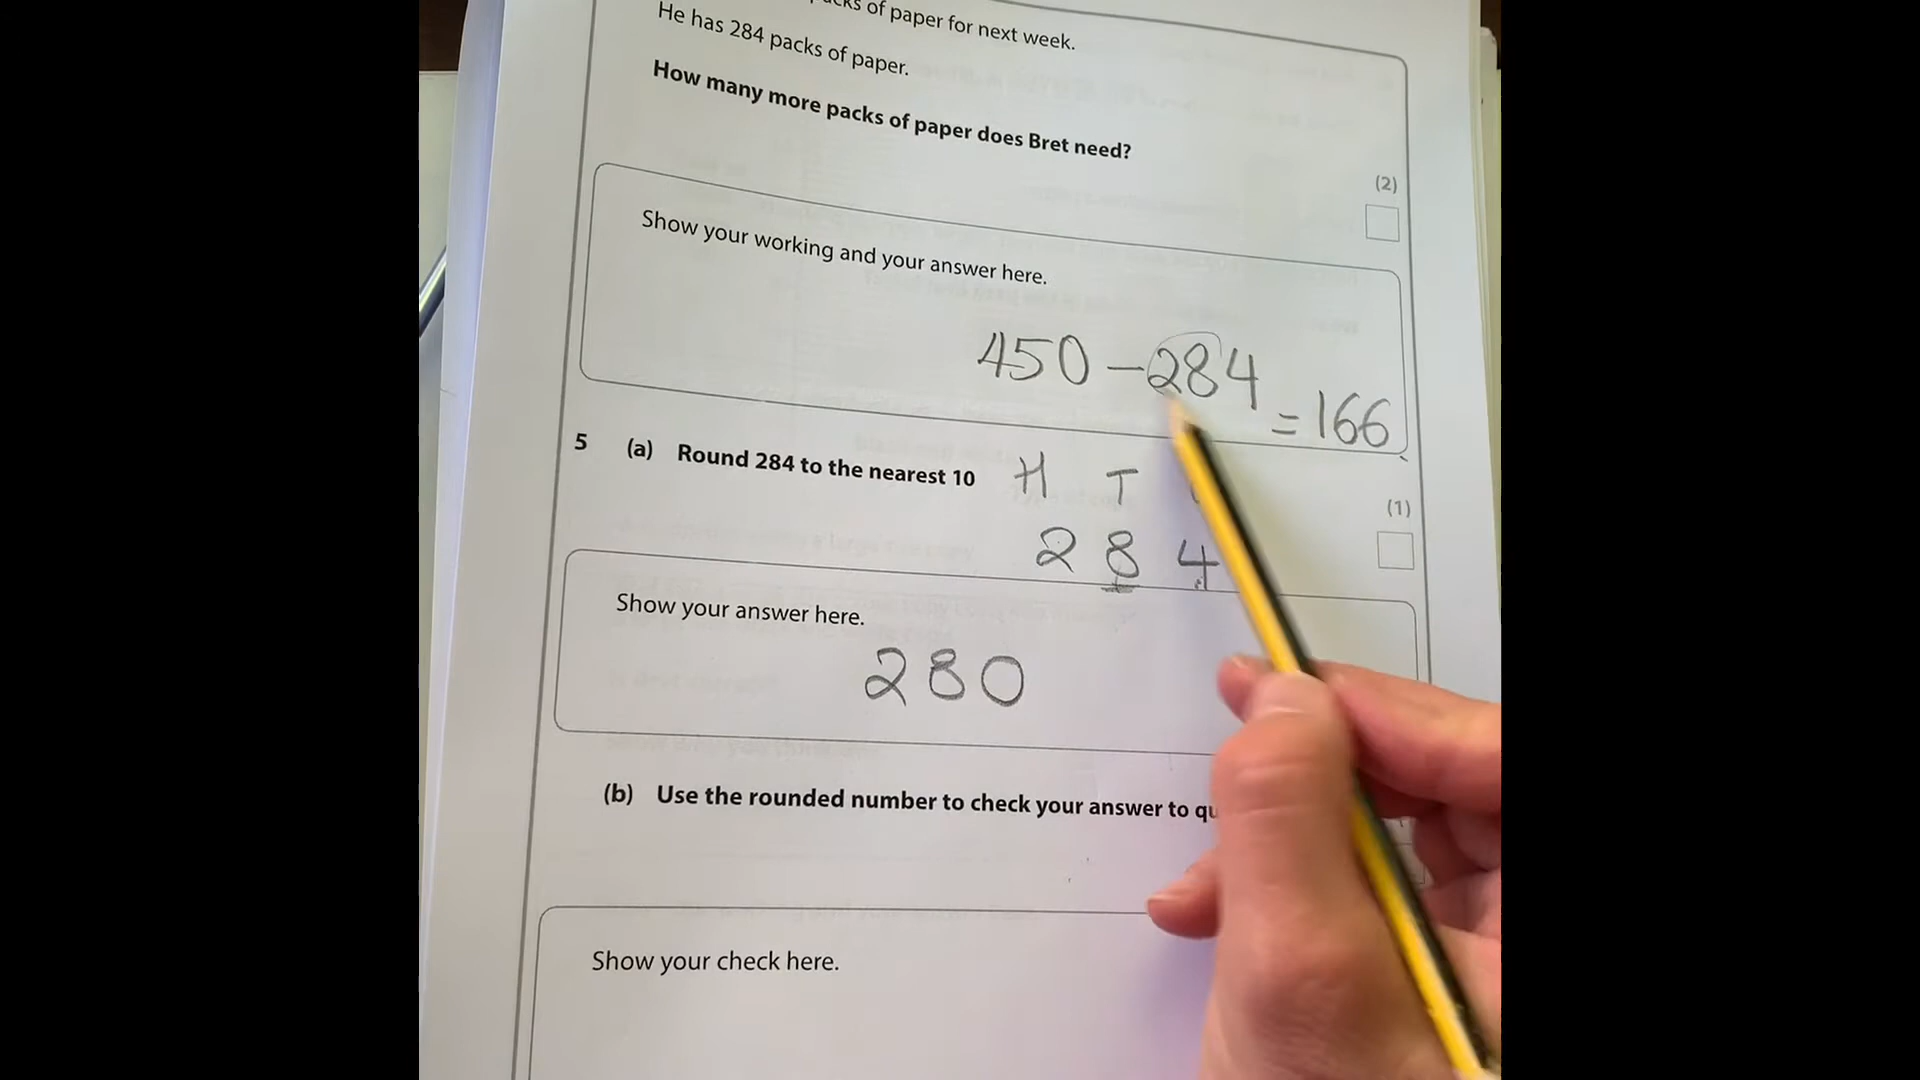 of paper for next week.
He has 284 packs of paper.
How many more packs of paper does Bret need?
(2)
Show your working and your answer here.
450 - 284
= 166
5 (a) Round 284 to the nearest 10
H T
(1)
2 8 4
Show your answer here.
280
(b) Use the rounded number to check your answer to
Show your check here.